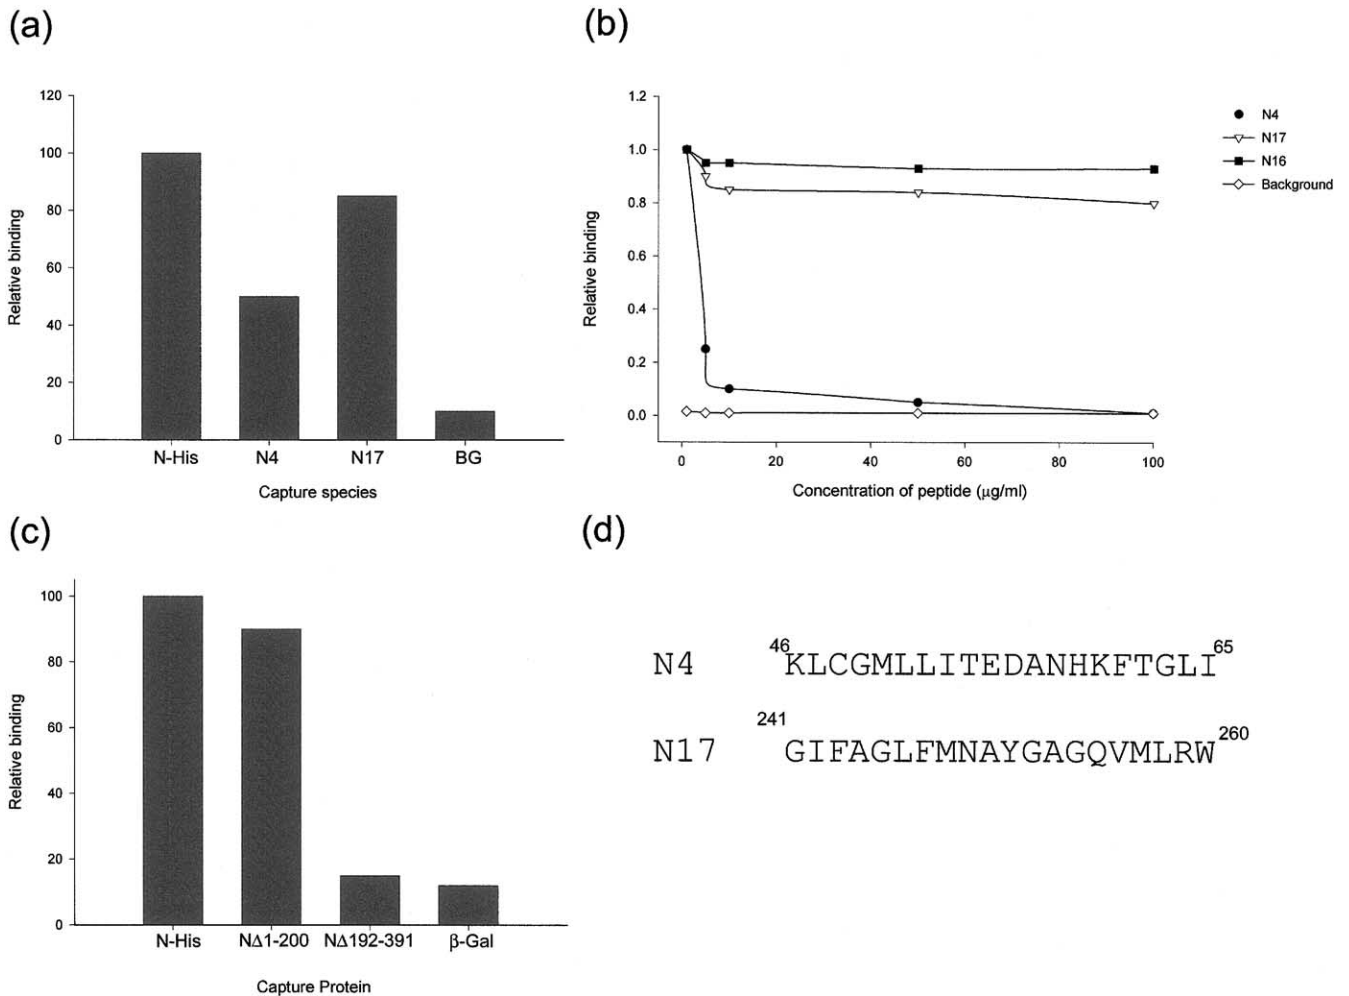 (a)
120
100
80
60
40
20
0
Relative binding
N-His N4 N17 BG
Capture species
(b)
1.2
1.0
0.8
0.6
0.4
0.2
0.0
Relative binding
0 20 40 60 80 100
Concentration of peptide (μg/ml)
N4
N17
N16
Background
(c)
100
80
60
40
20
0
Relative binding
N-His NΔ1-200 NΔ192-391 β-Gal
Capture Protein
(d)
N4 46KLCGMLLITEDANHKFTGLI65
N17 241GIFAGLFMNAYGAGQVMLRW260